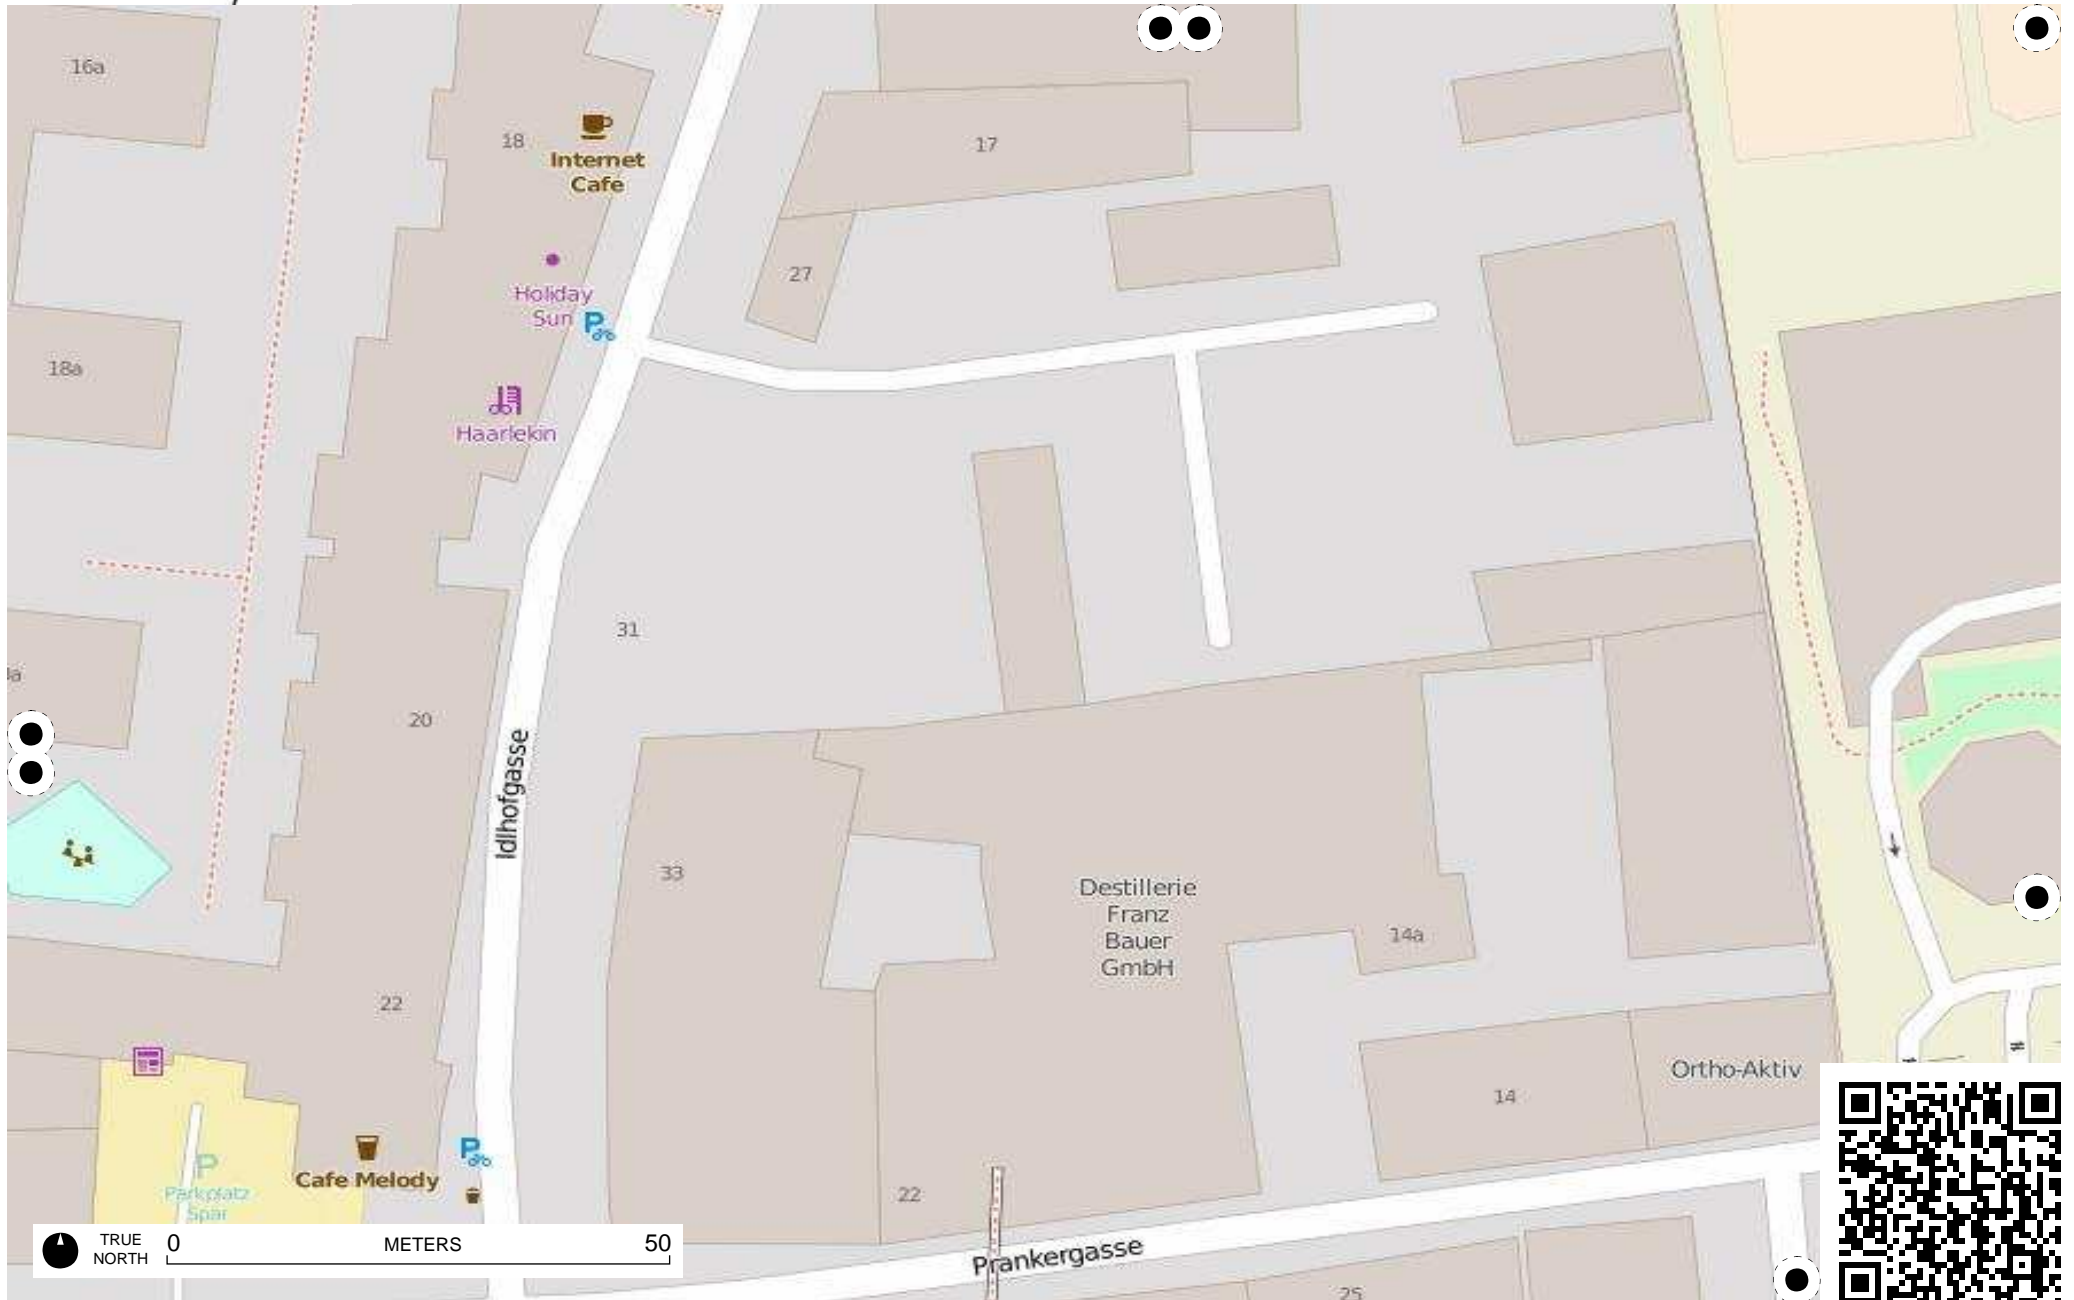 16a
18
Internet
Cafe
17
27
Holiday
Sun
P
18a
Haarlekin
31
20
Idlhofgasse
33
Destillerie
Franz
Bauer
GmbH
14a
22
Ortho-Aktiv
14
P
Cafe Melody
P
Parkplatz
Spar
22
TRUE
NORTH
0
METERS
50
Prankergasse
25